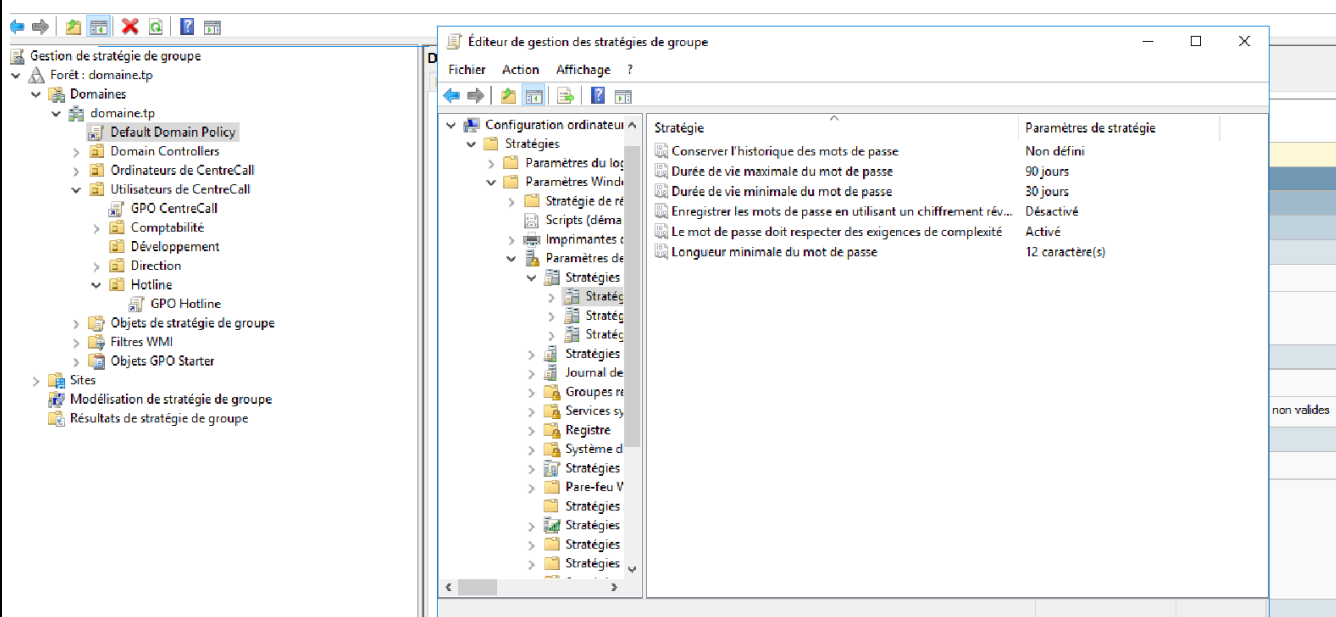 Gestion de stratégie de groupe
Forêt : domaine.tp
Domaines
domaine.tp
Default Domain Policy
Domain Controllers
Ordinateurs de CentreCall
Utilisateurs de CentreCall
GPO CentreCall
Comptabilité
Développement
Direction
Hotline
GPO Hotline
Objets de stratégie de groupe
Filtres WMI
Objets GPO Starter
Sites
Modélisation de stratégie de groupe
Résultats de stratégie de groupe
D
Éditeur de gestion des stratégies de groupe
Fichier Action Affichage ?
Configuration ordinateur
Stratégies
Paramètres du log
Paramètres Wind
Stratégie de ré
Scripts (déma
Imprimantes
Paramètres de
Stratégies
Stratég
Stratég
Stratég
Stratégies
Journal de
Groupes re
Services sy
Registre
Système d
Stratégies
Pare-feu W
Stratégies
Stratégies
Stratégies
Stratégies
Stratégie Paramètres de stratégie
Conserver l'historique des mots de passe Non défini
Durée de vie maximale du mot de passe 90 jours
Durée de vie minimale du mot de passe 30 jours
Enregistrer les mots de passe en utilisant un chiffrement rév... Désactivé
Le mot de passe doit respecter des exigences de complexité Activé
Longueur minimale du mot de passe 12 caractère(s)
non valides